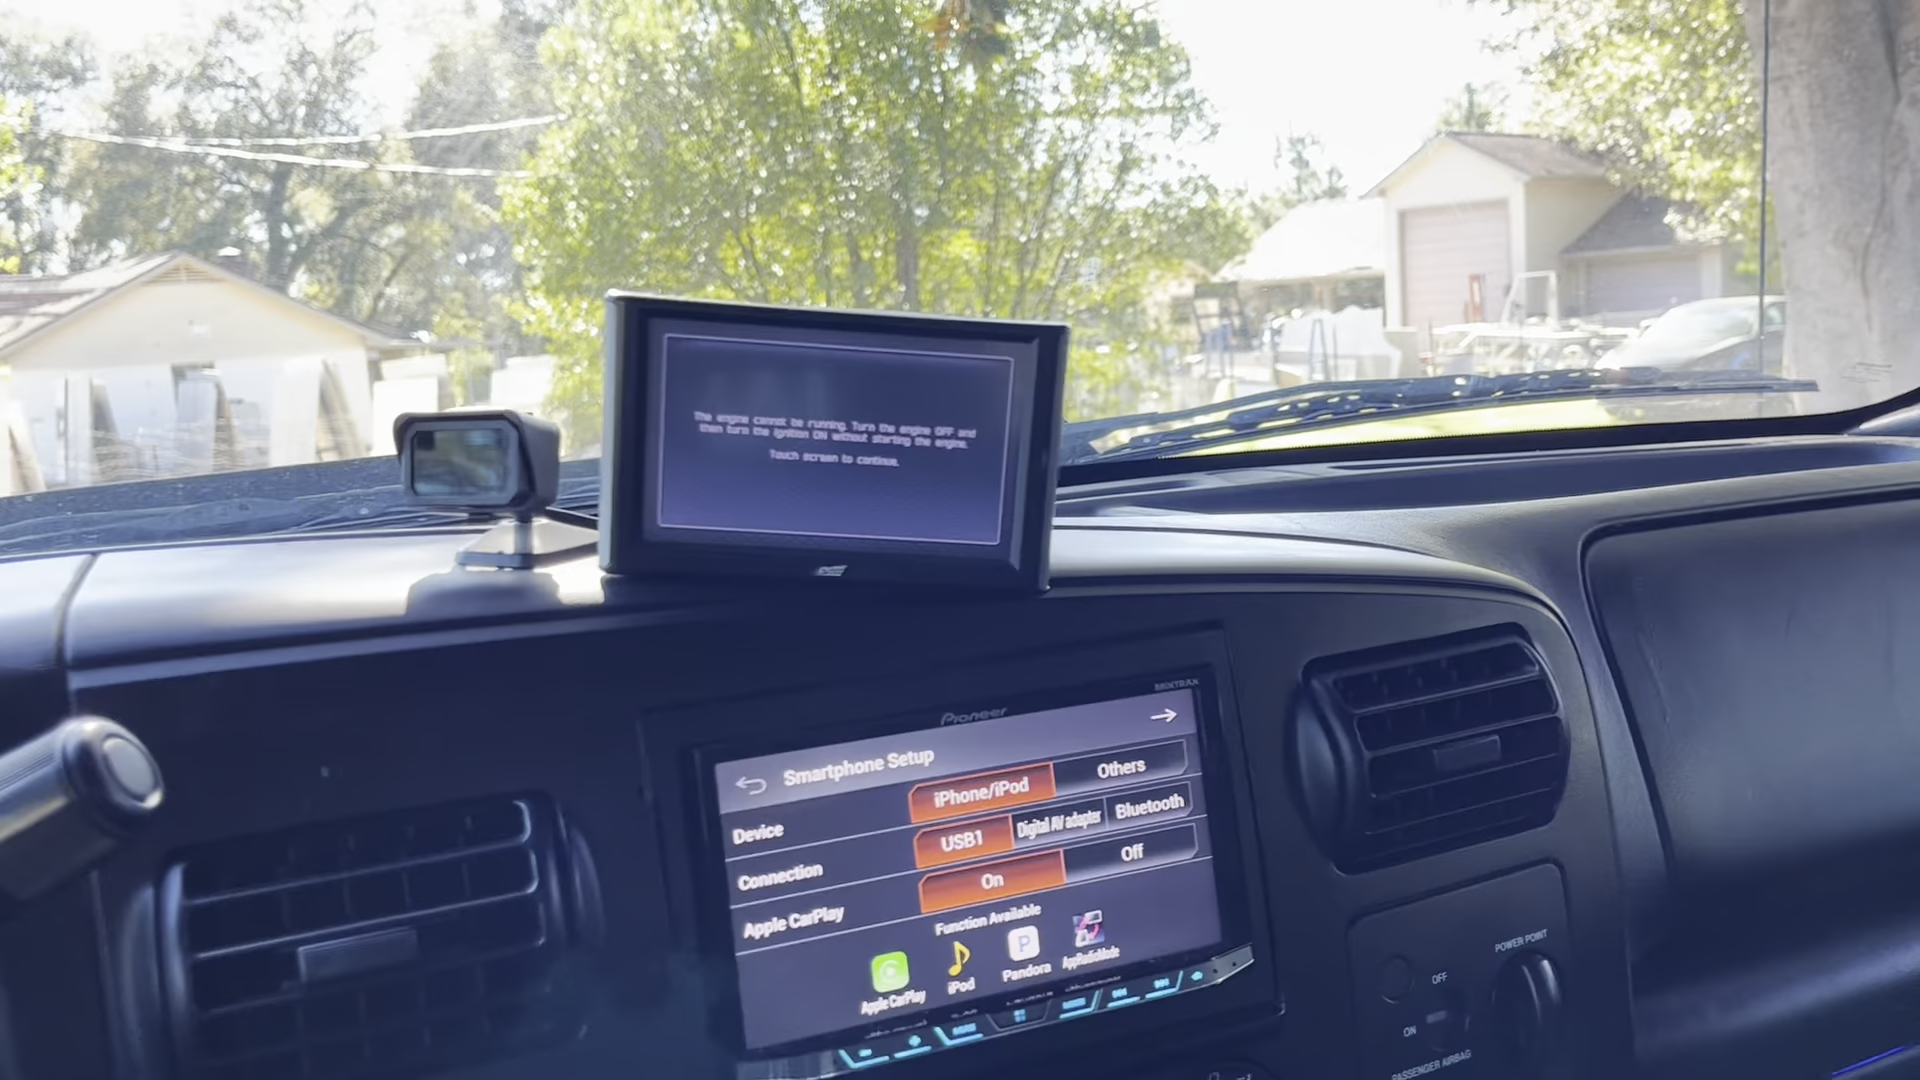 The engine cannot be running. Turn the engine OFF and
then turn the ignition ON without starting the engine.
Touch screen to continue.
MIXTRAX
Pioneer
Smartphone Setup
Device
iPhone/iPod
Others
Connection
USB1
Digital AV adapter
Bluetooth
Apple CarPlay
On
Off
Function Available
Apple CarPlay
iPod
Pandora
AppRadioMode
POWER POINT
OFF
ON
PASSENGER AIRBAG